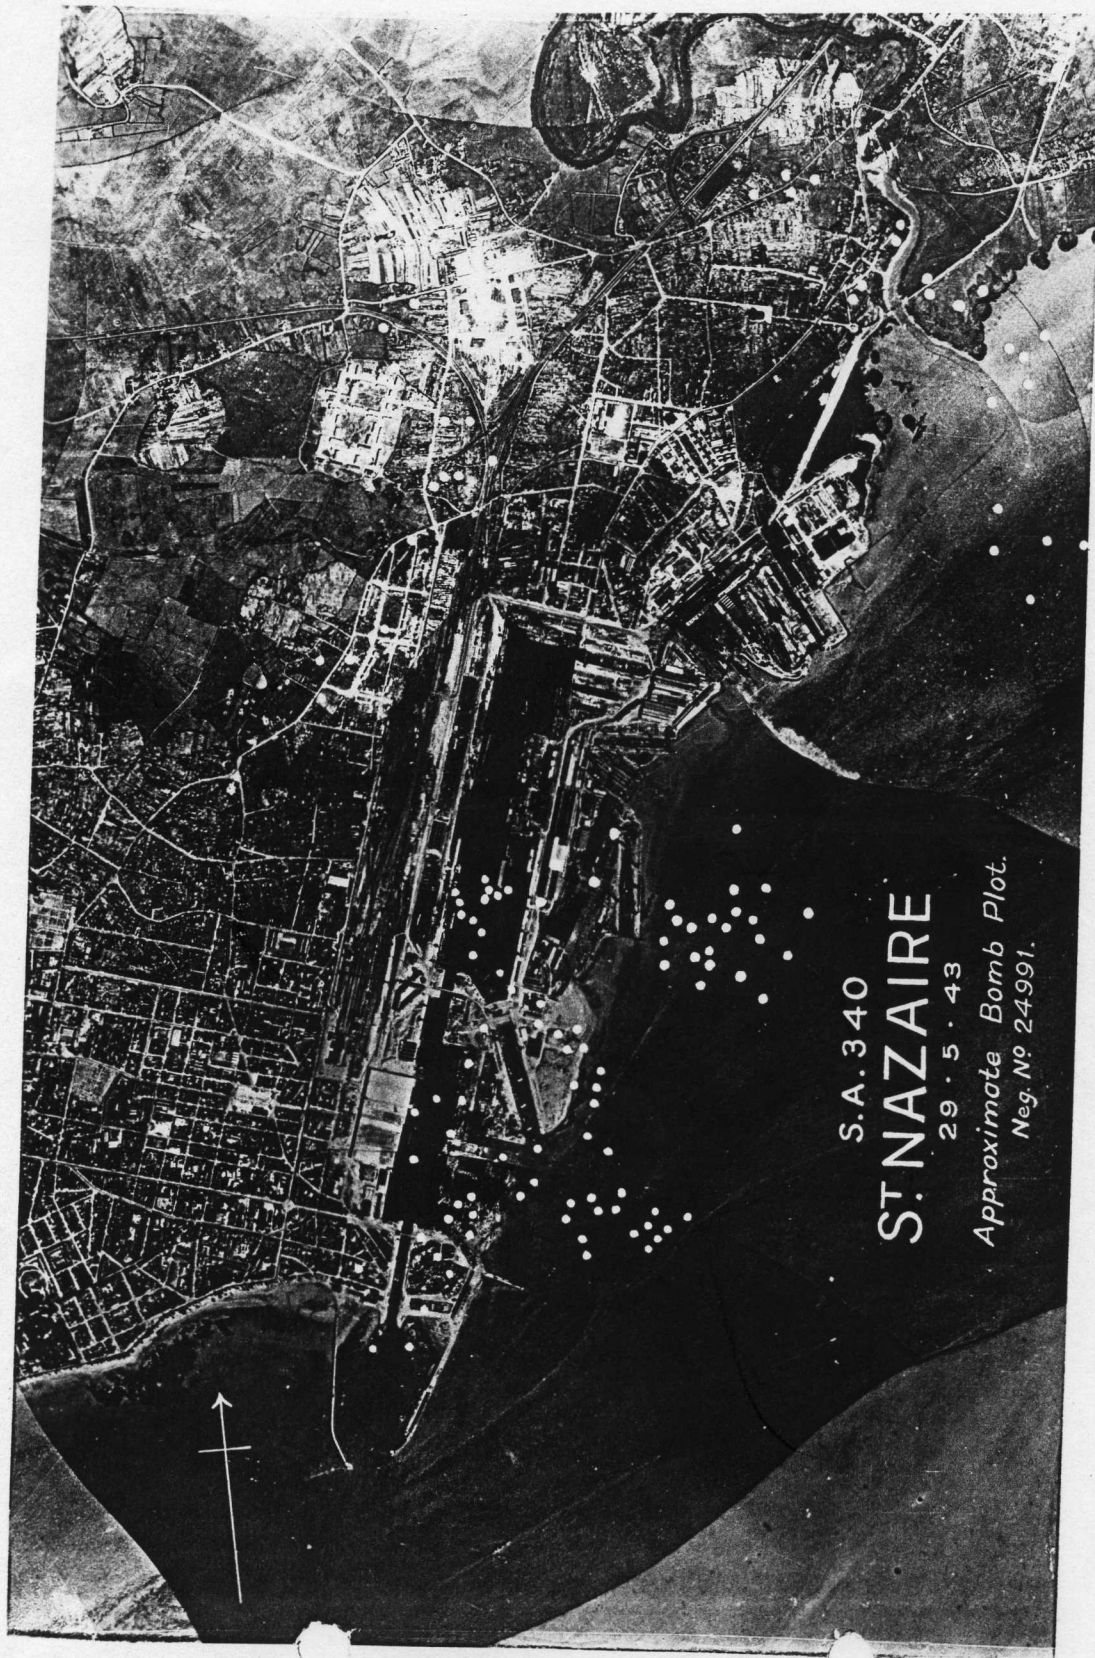 S.A. 340
ST. NAZAIRE
29.5.43
Approximate Bomb Plot.
Neg. Nº 24991.